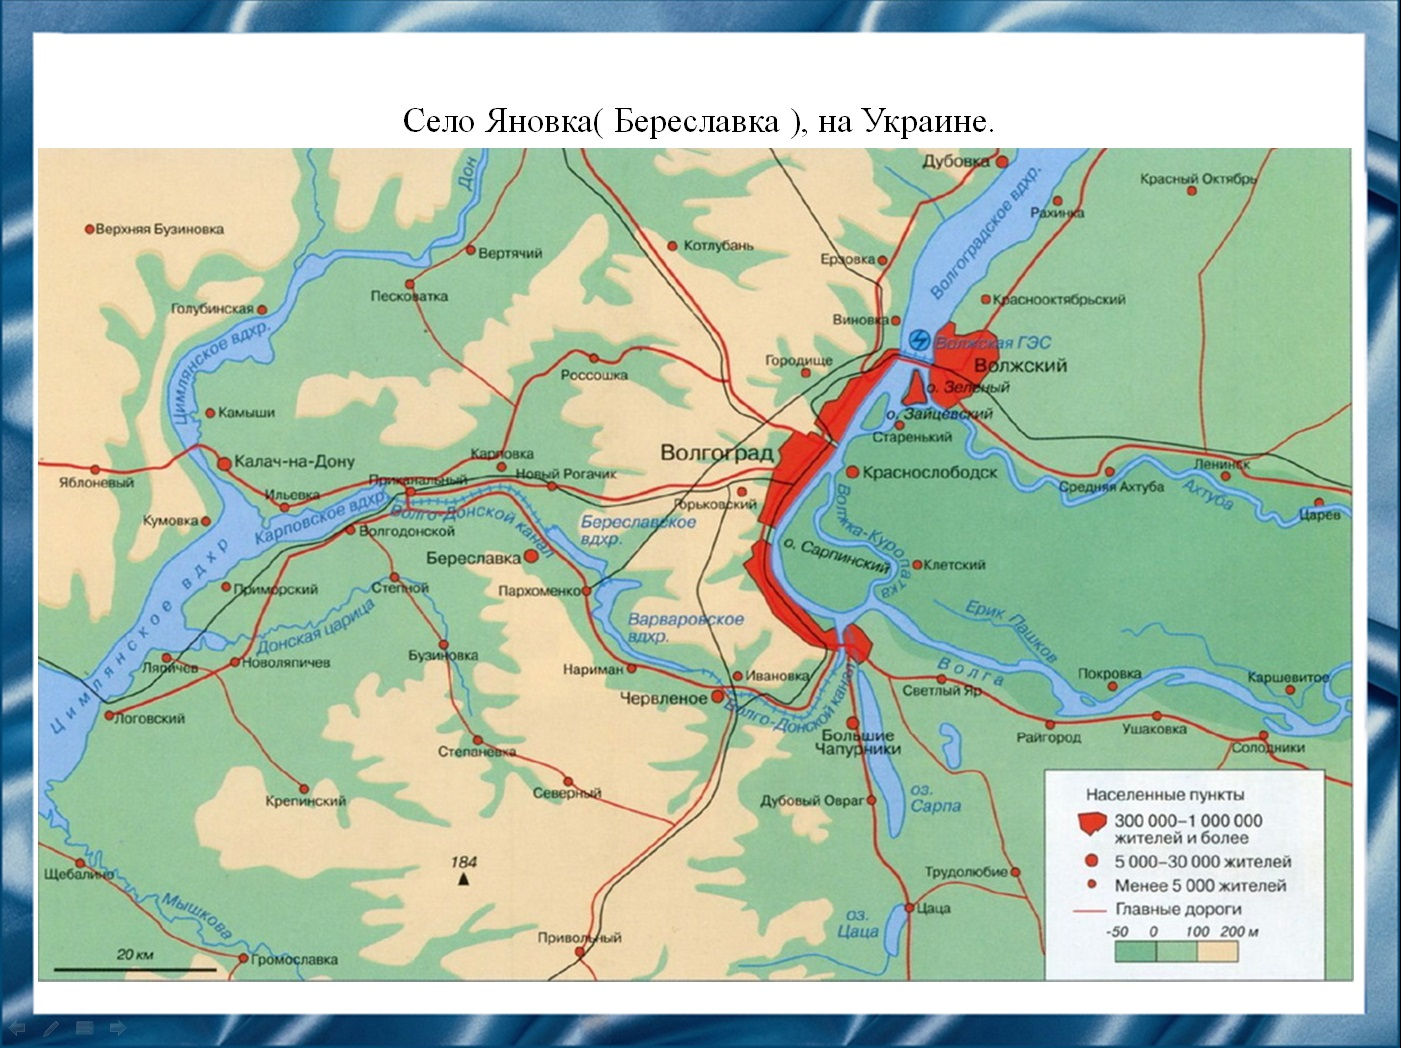 Село Яновка( Береславка ), на Украине.
Дубовка
Дон
Красный Октябрь
Рахинка
Верхняя Бузиновка
Котлубань
Вертячий
Ерзовка
Волгоградское вдхр.
Песковатка
Краснооктябрьский
Голубинская
Виновка
Цимлянское вдхр.
Волжская ГЭС
Городище
Волжский
Россошка
о. Зеленый
о. Зайцевский
Камыши
Старенький
Волгоград
Карповка
Калач-на-Дону
Новый Рогачик
Краснослободск
Ленинск
Яблоневый
Приканальный
Средняя Ахтуба
Ахтуба
Ильевка
Горьковский
Царев
Кумовка
Карповское вдхр.
Волго-Донской канал
Волгодонской
Береславское
вдхр.
Воложка-Куропатка
о. Сарпинский
Береславка
Клетский
Приморский
Степной
Пархоменко
Цимлянское вдхр
Донская царица
Варваровское
вдхр.
Ерик Пашков
Ляпичев
Новоляпичев
Бузиновка
Нариман
Ивановка
Волга
Покровка
Каршевитое
Светлый Яр
Червленое
Волго-Донской канал
Логовский
Большие
Чапурники
Райгород
Ушаковка
Солодники
Степаневка
Крепинский
Северный
Дубовый Овраг
оз.
Сарпа
Населенные пункты
300 000–1 000 000
жителей и более
5 000–30 000 жителей
Менее 5 000 жителей
Главные дороги
-50 0 100 200 м
184
Щебалино
Трудолюбие
Мышкова
оз.
Цаца
Цаца
Привольный
20 км
Громославка